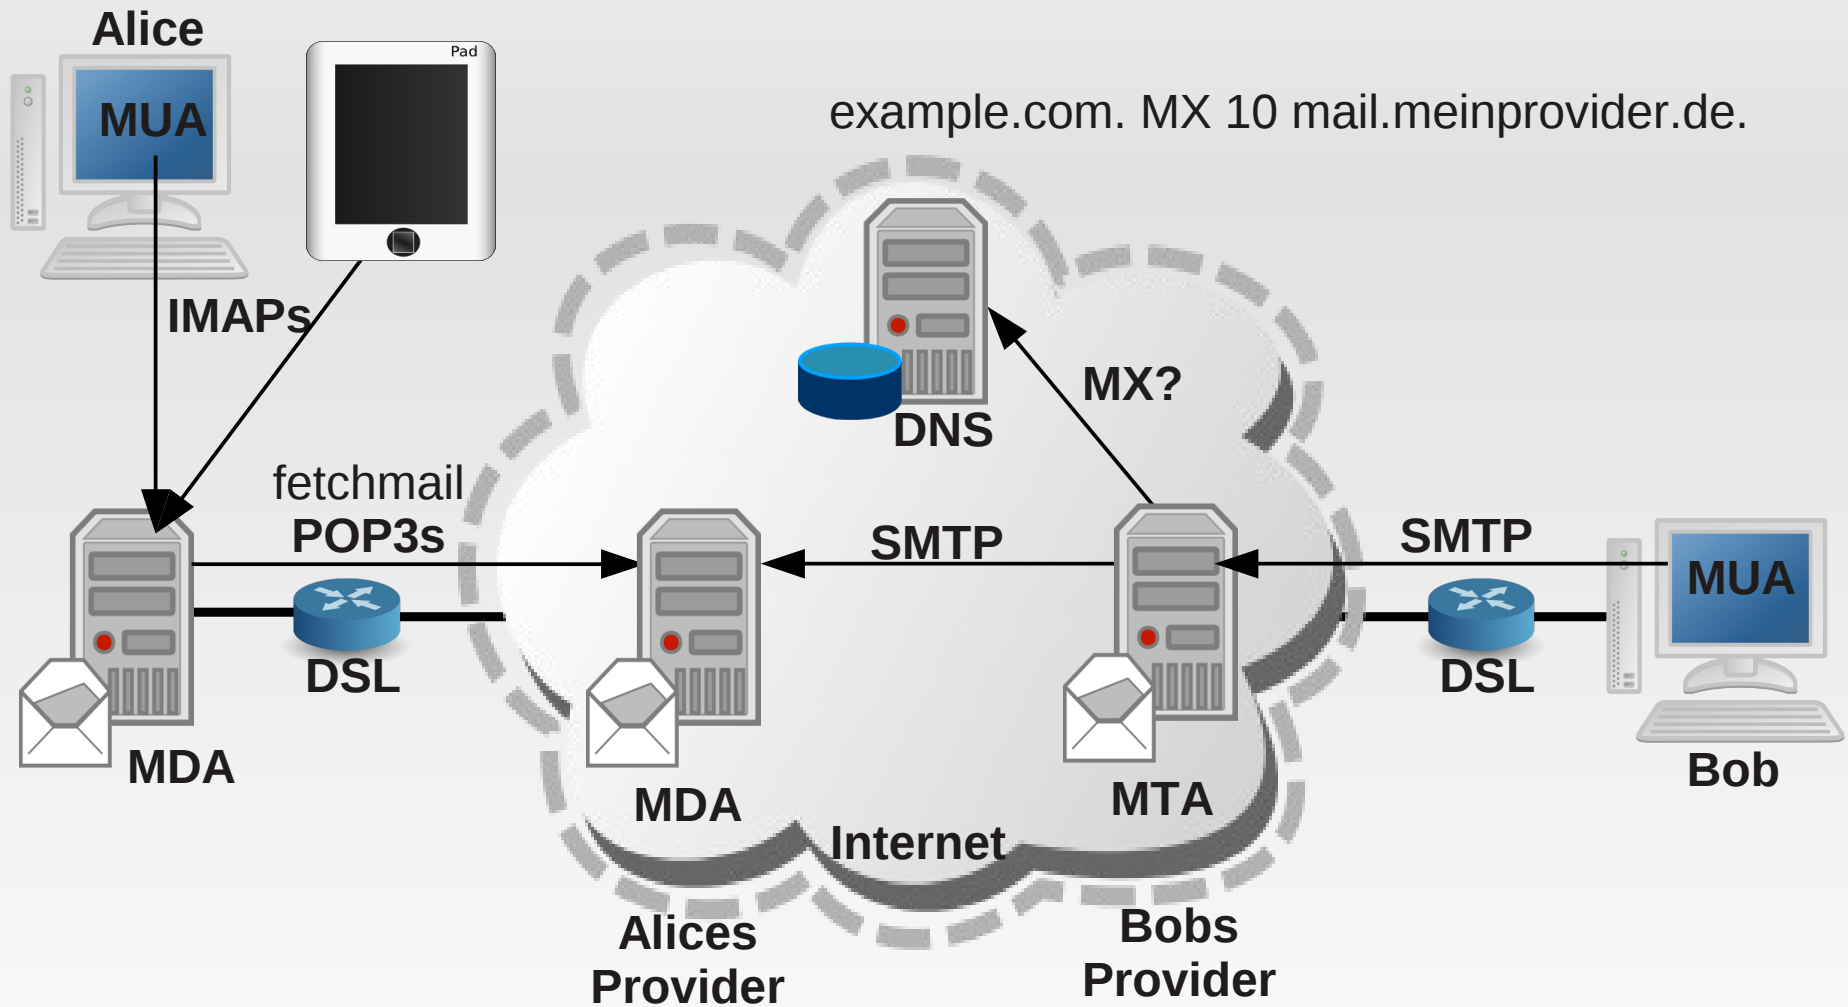 Alice
Pad
MUA
example.com. MX 10 mail.meinprovider.de.
IMAPs
MX?
DNS
fetchmail
POP3s
SMTP
SMTP
MUA
DSL
DSL
MDA
MDA
MTA
Bob
Internet
Alices
Provider
Bobs
Provider